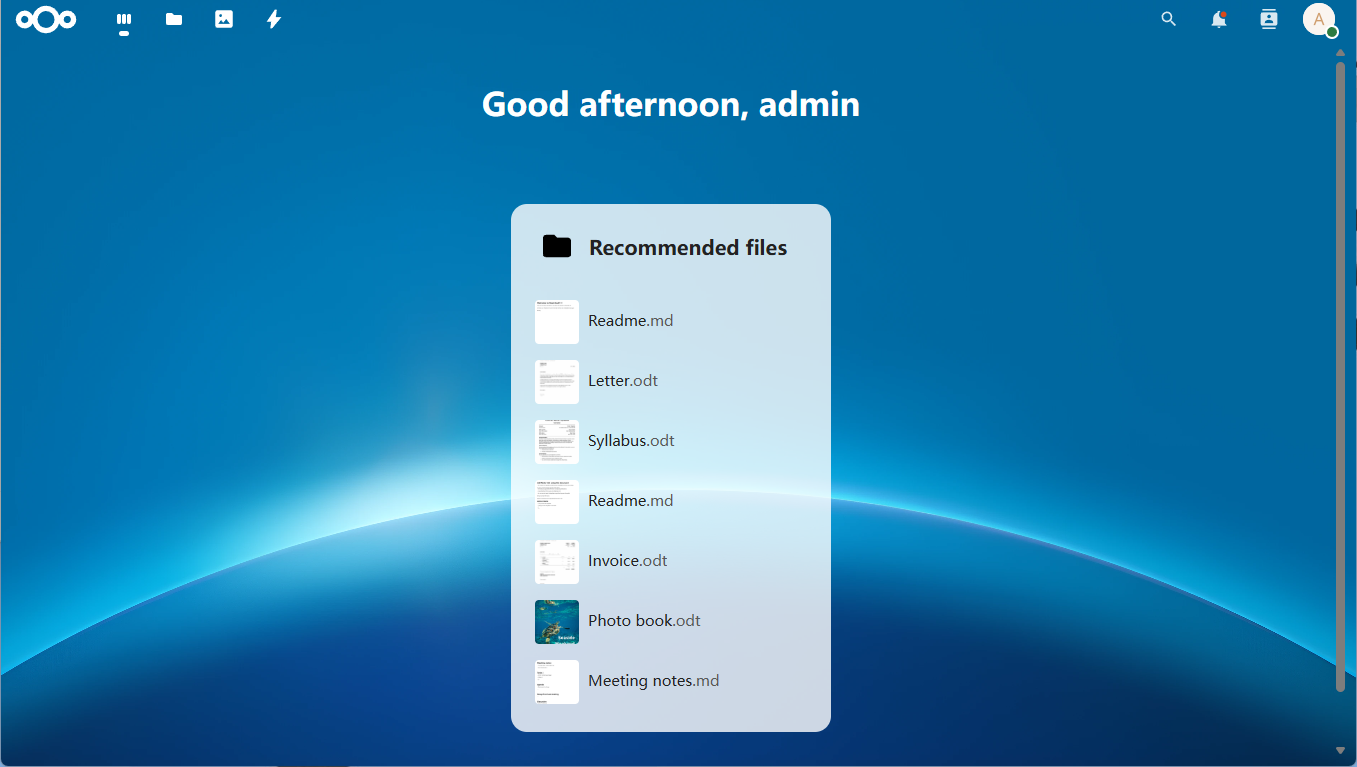 A
Good afternoon, admin
Recommended files
Readme.md
Letter.odt
Syllabus.odt
Readme.md
Invoice.odt
Photo book.odt
Seaside
Meeting notes.md